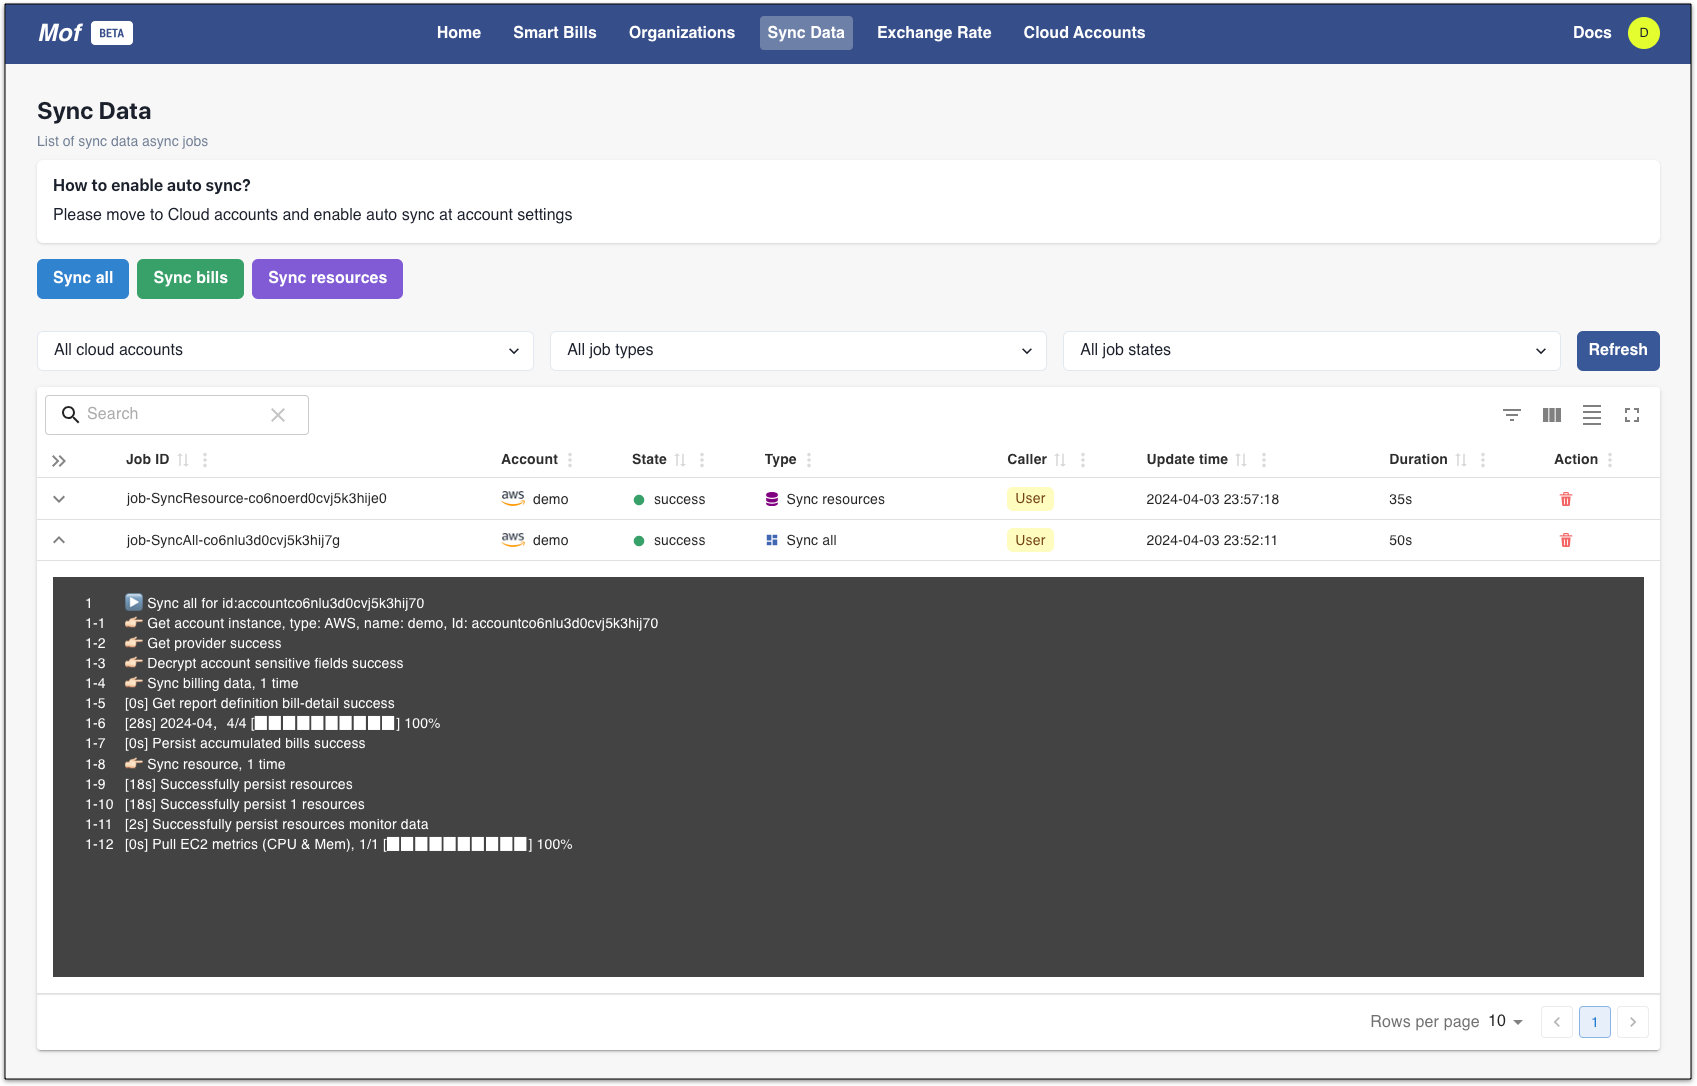 Mof BETA Home Smart Bills Organizations Sync Data Exchange Rate Cloud Accounts Docs D
Sync Data
List of sync data async jobs
How to enable auto sync?
Please move to Cloud accounts and enable auto sync at account settings
Sync all Sync bills Sync resources
All cloud accounts All job types All job states Refresh
Search
Job ID Account State Type Caller Update time Duration Action
job-SyncResource-co6noerd0cvj5k3hije0 aws demo success Sync resources User 2024-04-03 23:57:18 35s
job-SyncAll-co6nlu3d0cvj5k3hij7g aws demo success Sync all User 2024-04-03 23:52:11 50s
1 ▶️ Sync all for id:accountco6nlu3d0cvj5k3hij70
1-1 👉🏻 Get account instance, type: AWS, name: demo, Id: accountco6nlu3d0cvj5k3hij70
1-2 👉🏻 Get provider success
1-3 👉🏻 Decrypt account sensitive fields success
1-4 👉🏻 Sync billing data, 1 time
1-5 [0s] Get report definition bill-detail success
1-6 [28s] 2024-04, 4/4 [██████████] 100%
1-7 [0s] Persist accumulated bills success
1-8 👉🏻 Sync resource, 1 time
1-9 [18s] Successfully persist resources
1-10 [18s] Successfully persist 1 resources
1-11 [2s] Successfully persist resources monitor data
1-12 [0s] Pull EC2 metrics (CPU & Mem), 1/1 [██████████] 100%
Rows per page 10 1